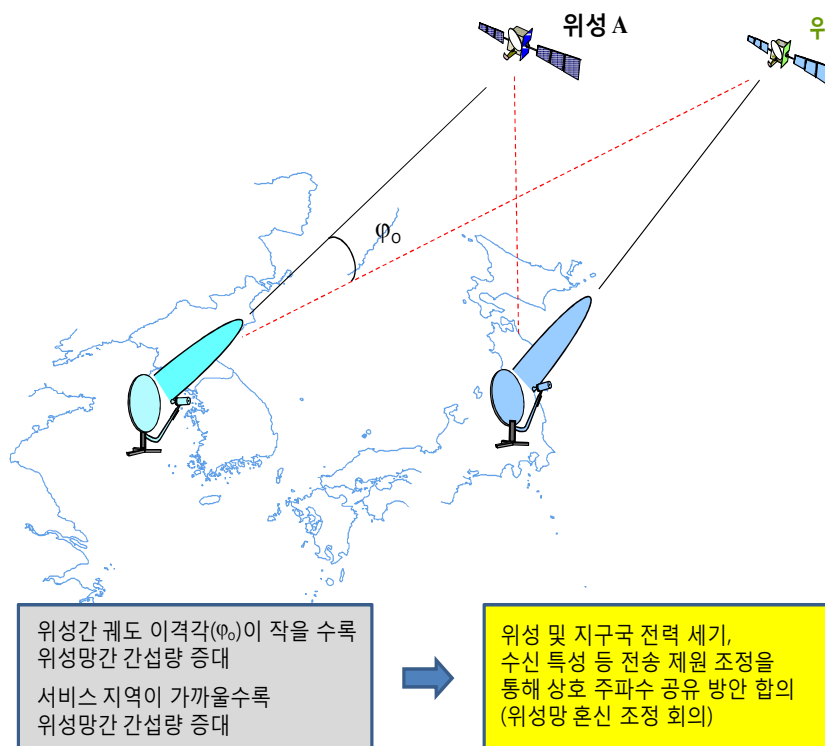 위성 A
위
φₒ
위성간 궤도 이격각(φₒ)이 작을 수록
위성망간 간섭량 증대
서비스 지역이 가까울수록
위성망간 간섭량 증대
위성 및 지구국 전력 세기,
수신 특성 등 전송 제원 조정을
통해 상호 주파수 공유 방안 합의
(위성망 혼신 조정 회의)